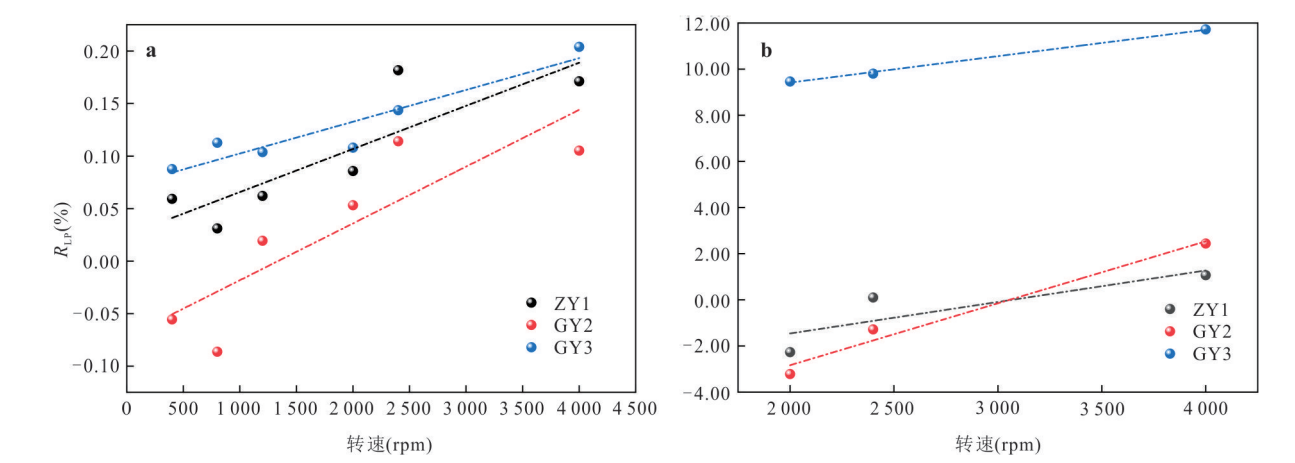 a
0.20
0.15
0.10
0.05
0.00
−0.05
−0.10
R_LP(%)
ZY1
GY2
GY3
0 500 1 000 1 500 2 000 2 500 3 000 3 500 4 000 4 500
转速(rpm)
b
12.00
10.00
8.00
6.00
4.00
2.00
0.00
−2.00
−4.00
ZY1
GY2
GY3
2 000 2 500 3 000 3 500 4 000
转速(rpm)